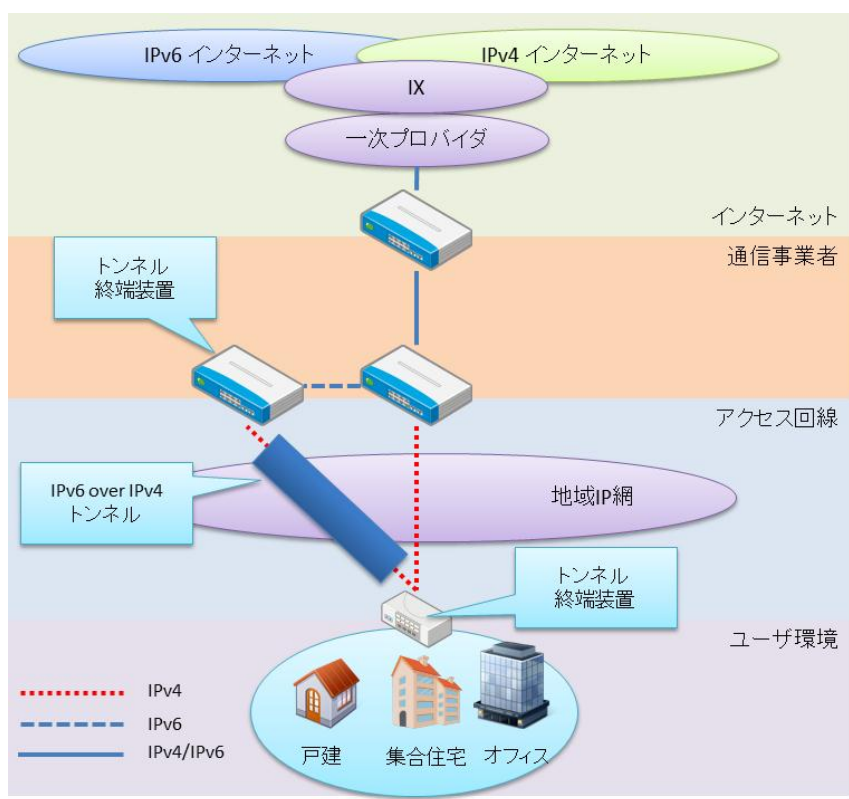 IPv6 インターネット
IPv4 インターネット
IX
一次プロバイダ
インターネット
通信事業者
トンネル
終端装置
アクセス回線
IPv6 over IPv4
トンネル
地域IP網
トンネル
終端装置
ユーザ環境
IPv4
IPv6
IPv4/IPv6
戸建
集合住宅
オフィス